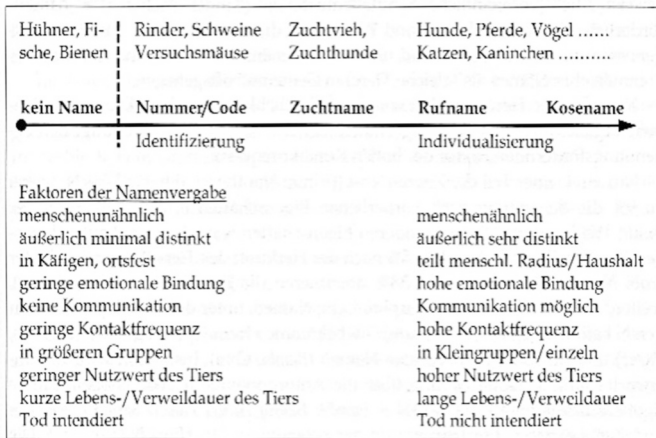 Hühner, Fi- Rinder, Schweine Zuchtvieh, Hunde, Pferde, Vögel ......
sche, Bienen Versuchsmäuse Zuchthunde Katzen, Kaninchen ..........
kein Name Nummer/Code Zuchtname Rufname Kosename
Identifizierung Individualisierung
Faktoren der Namenvergabe
menschenunähnlich menschenähnlich
äußerlich minimal distinkt äußerlich sehr distinkt
in Käfigen, ortsfest teilt menschl. Radius/Haushalt
geringe emotionale Bindung hohe emotionale Bindung
keine Kommunikation Kommunikation möglich
geringe Kontaktfrequenz hohe Kontaktfrequenz
in größeren Gruppen in Kleingruppen/einzeln
geringer Nutzwert des Tiers hoher Nutzwert des Tiers
kurze Lebens-/Verweildauer des Tiers lange Lebens-/Verweildauer
Tod intendiert Tod nicht intendiert